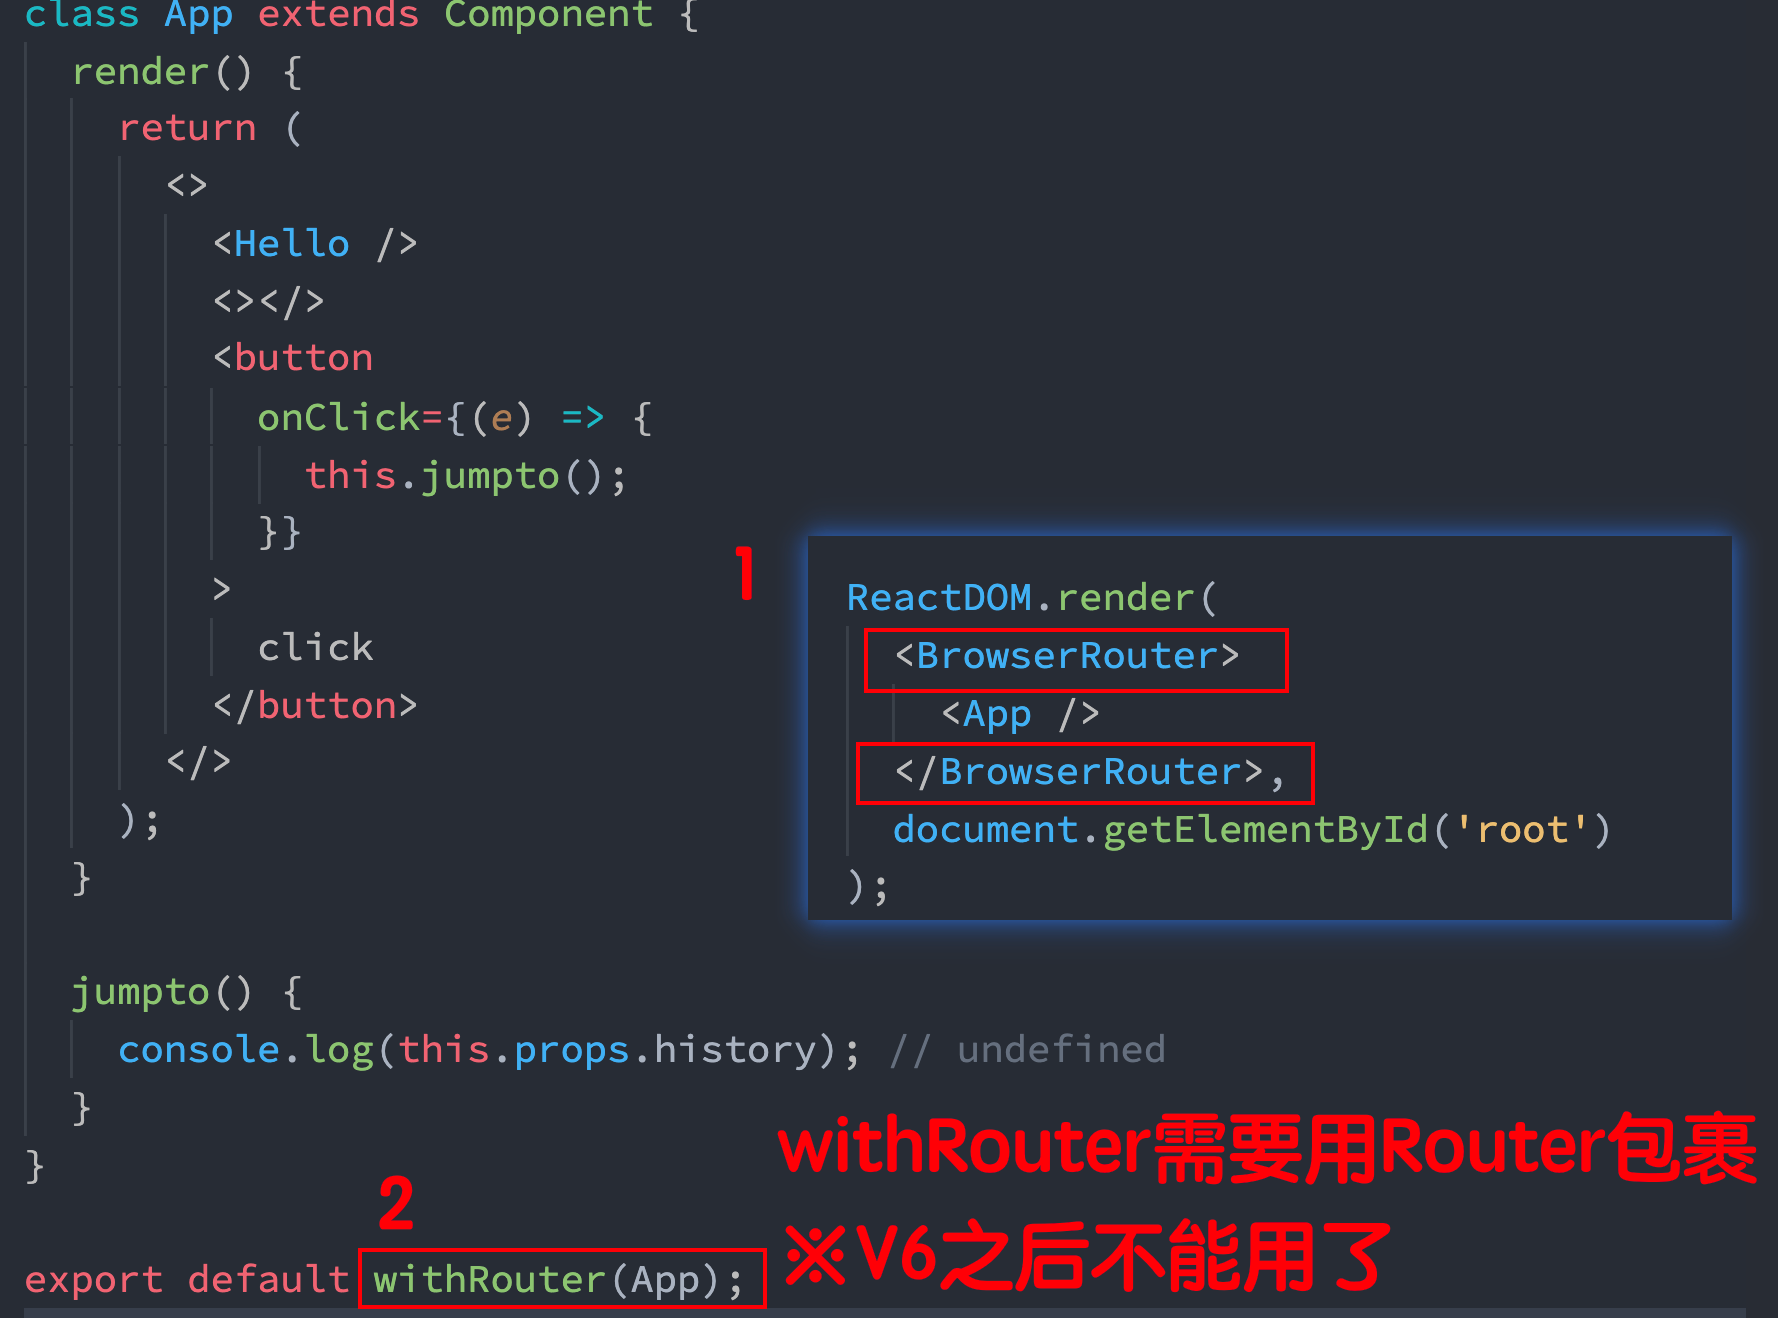 class App extends Component {
render() {
return (
<>
<Hello />
<></>
<button
onClick={(e) => {
this.jumpto();
}}
>
click
</button>
</>
);
}
jumpto() {
console.log(this.props.history); // undefined
}
}
export default withRouter(App);
1
ReactDOM.render(
<BrowserRouter>
<App />
</BrowserRouter>,
document.getElementById('root')
);
2
withRouter需要用Router包裹
※V6之后不能用了